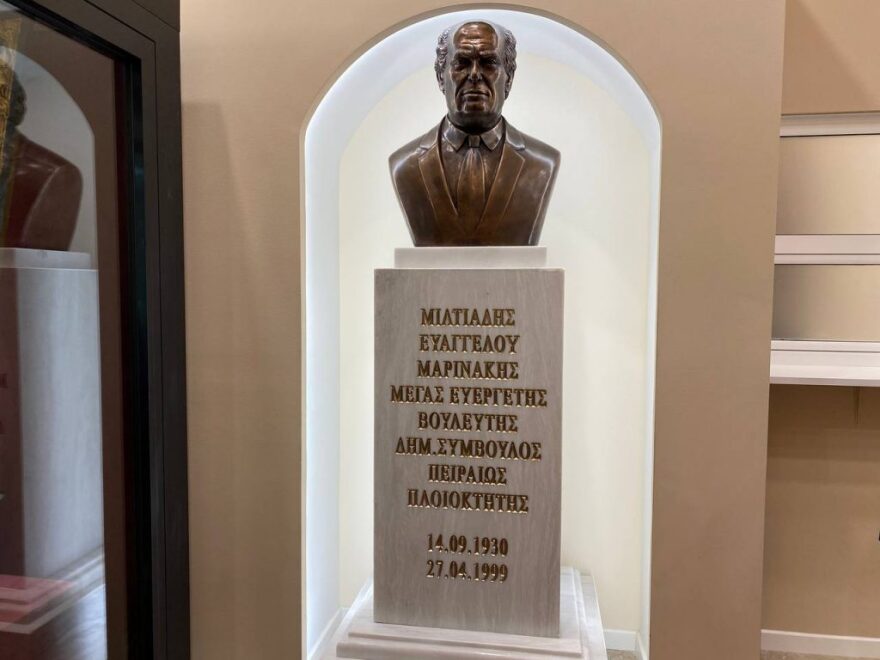 ΜΙΛΤΙΑΔΗΣ
ΕΥΑΓΓΕΛΟΥ
ΜΑΡΙΝΑΚΗΣ
ΜΕΓΑΣ ΕΥΕΡΓΕΤΗΣ
ΒΟΥΛΕΥΤΗΣ
ΔΗΜ.ΣΥΜΒΟΥΛΟΣ
ΠΕΙΡΑΙΩΣ
ΠΛΟΙΟΚΤΗΤΗΣ
14.09.1930
27.04.1999